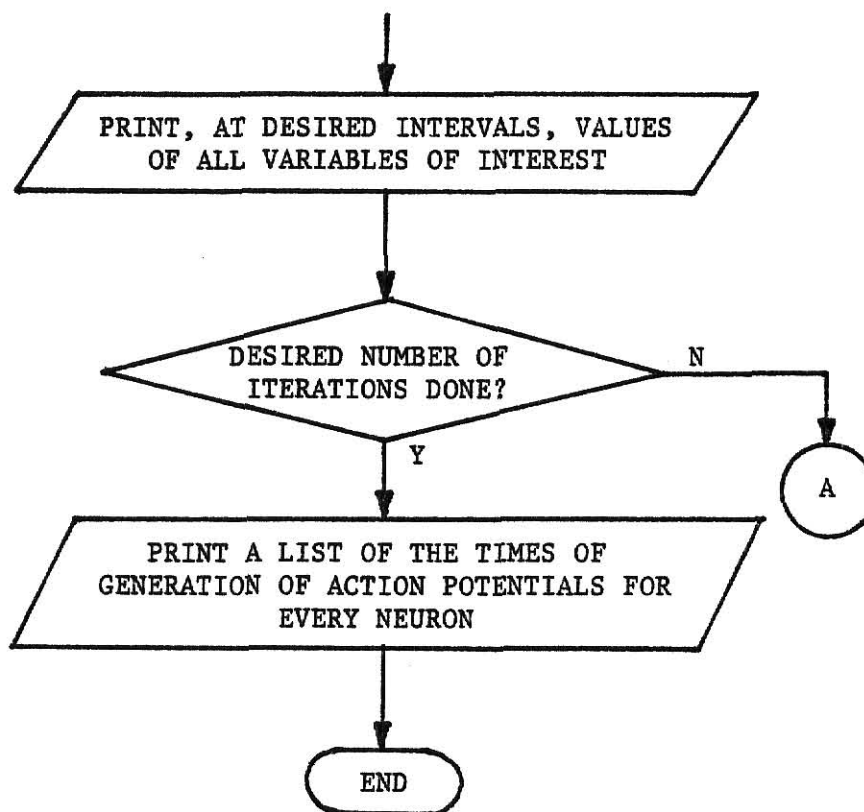 PRINT, AT DESIRED INTERVALS, VALUES
OF ALL VARIABLES OF INTEREST
DESIRED NUMBER OF
ITERATIONS DONE?
N
Y
A
PRINT A LIST OF THE TIMES OF
GENERATION OF ACTION POTENTIALS FOR
EVERY NEURON
END